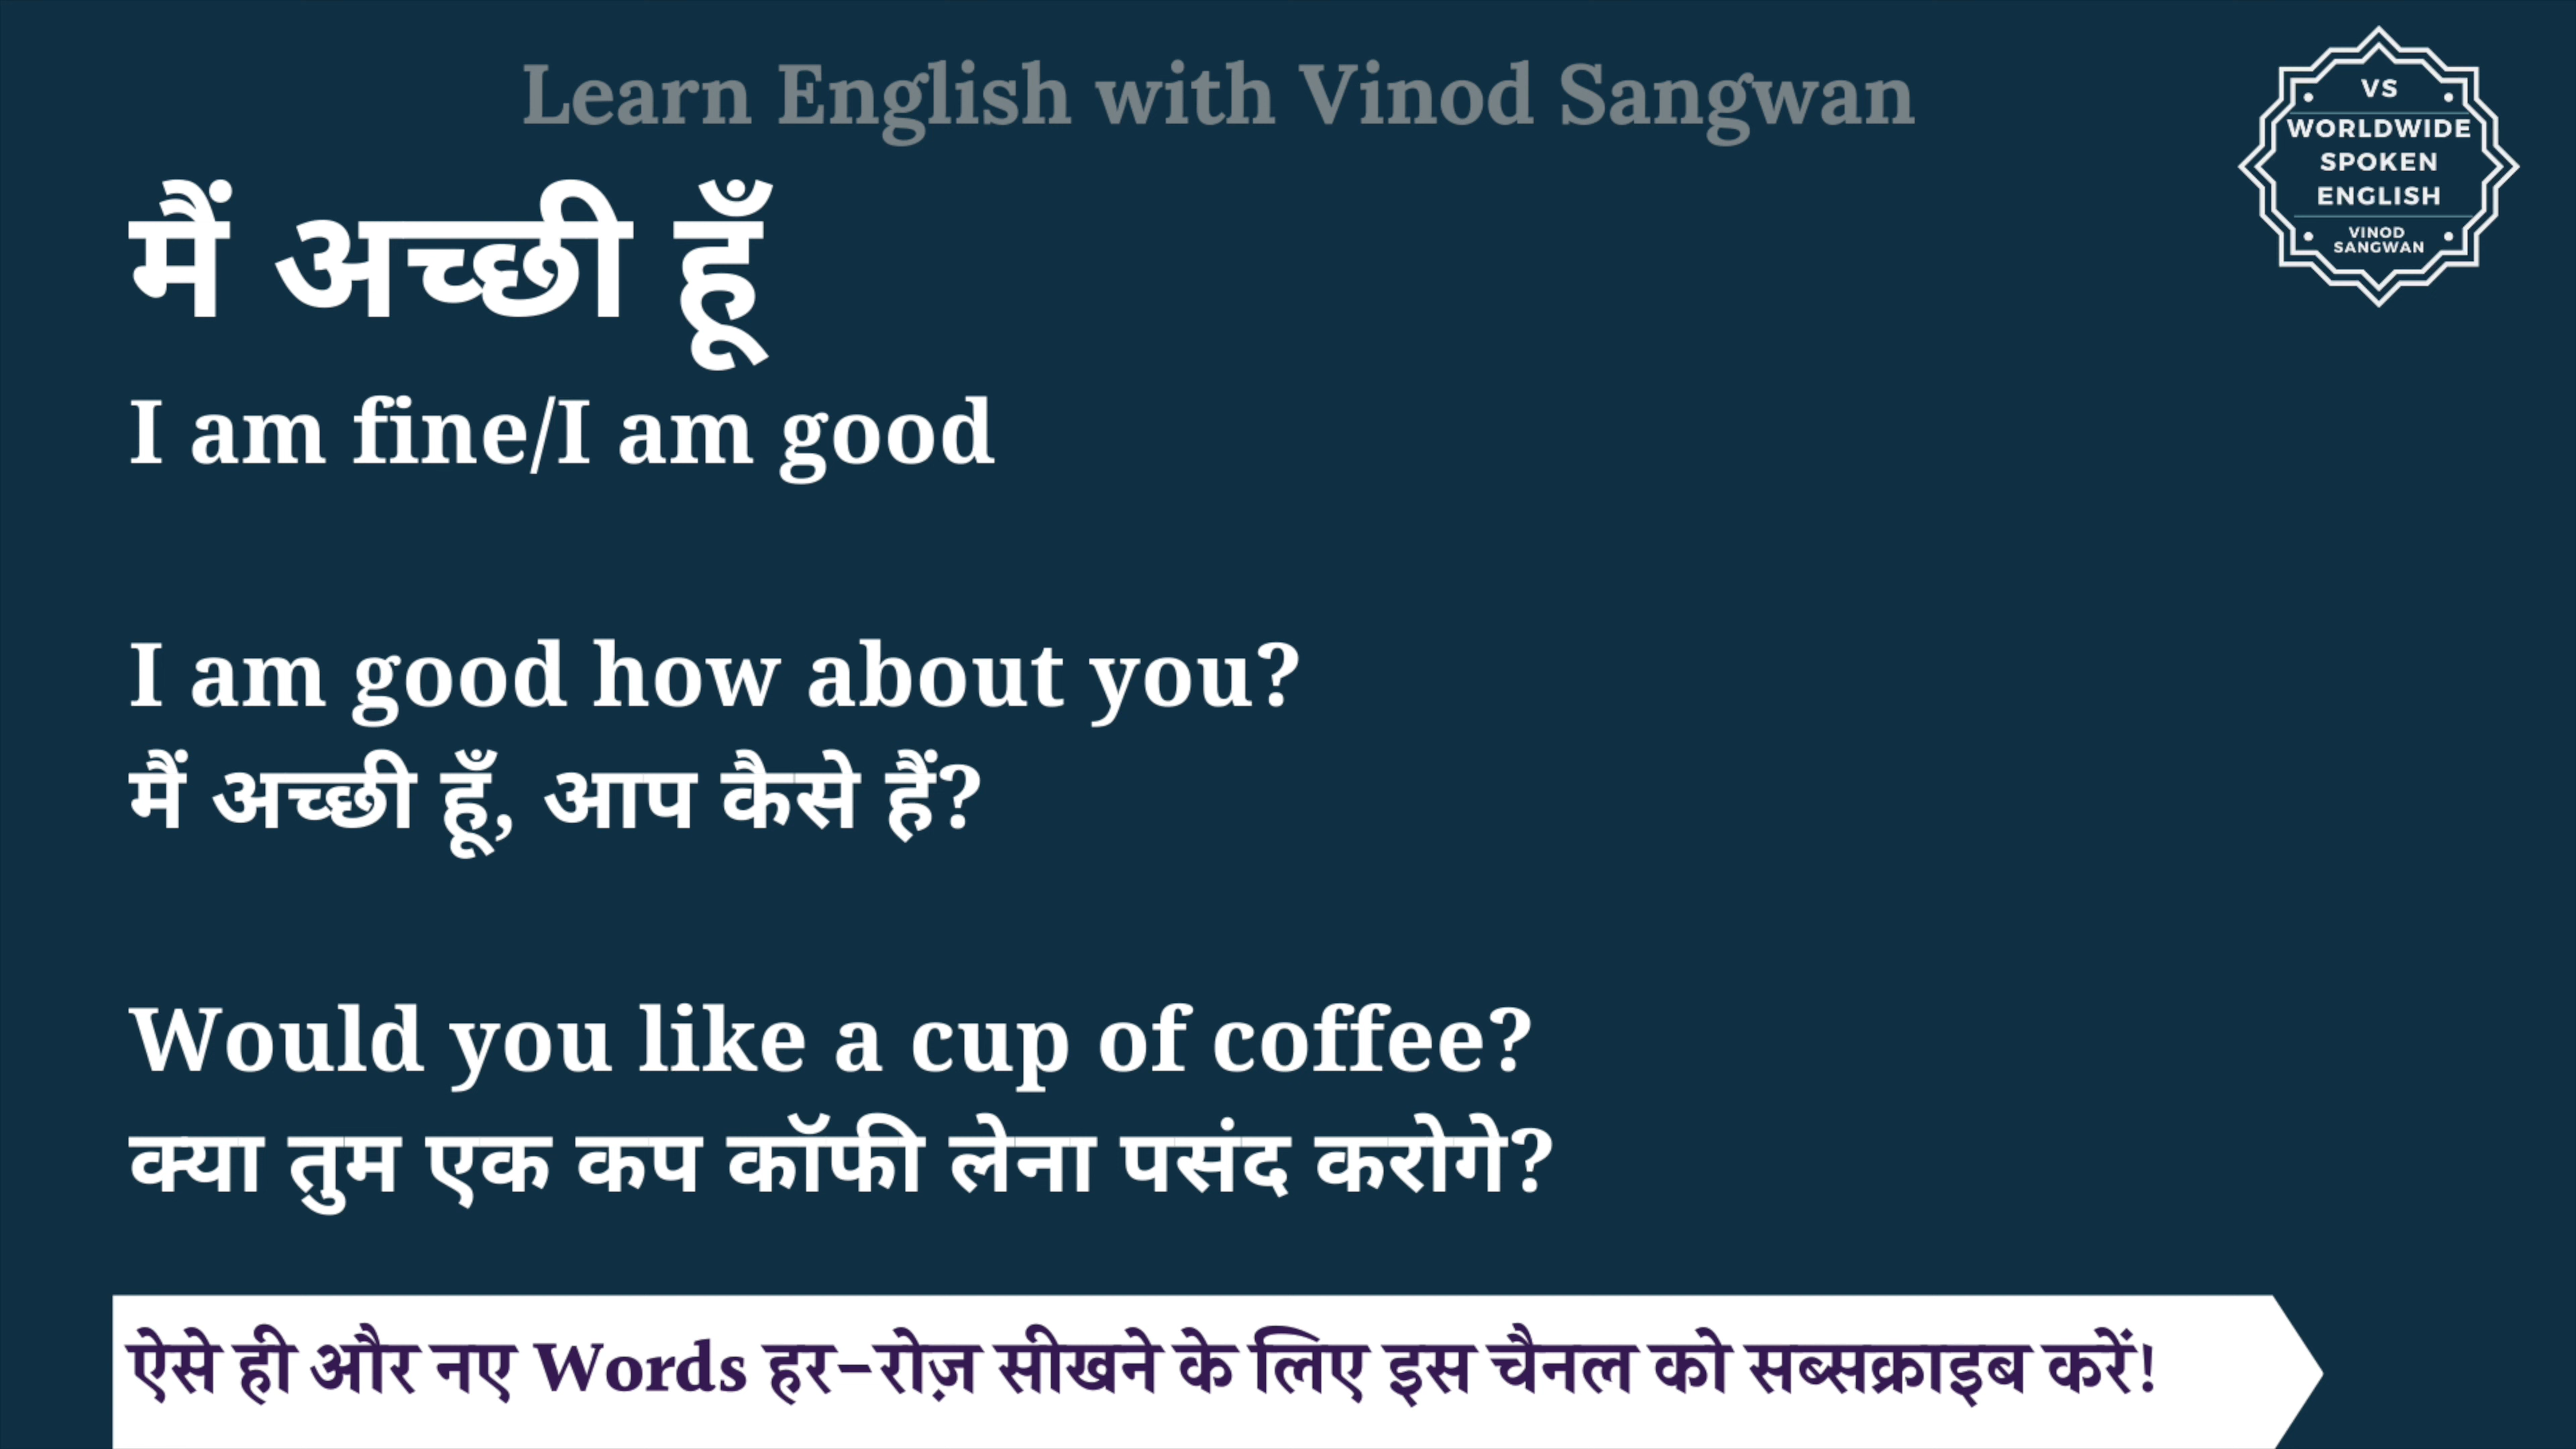 Learn English with Vinod Sangwan
VS
WORLDWIDE
SPOKEN
ENGLISH
VINOD
SANGWAN
मैं अच्छी हूँ
I am fine/I am good
I am good how about you?
मैं अच्छी हूँ, आप कैसे हैं?
Would you like a cup of coffee?
क्या तुम एक कप कॉफी लेना पसंद करोगे?
ऐसे ही और नए Words हर-रोज़ सीखने के लिए इस चैनल को सब्सक्राइब करें!